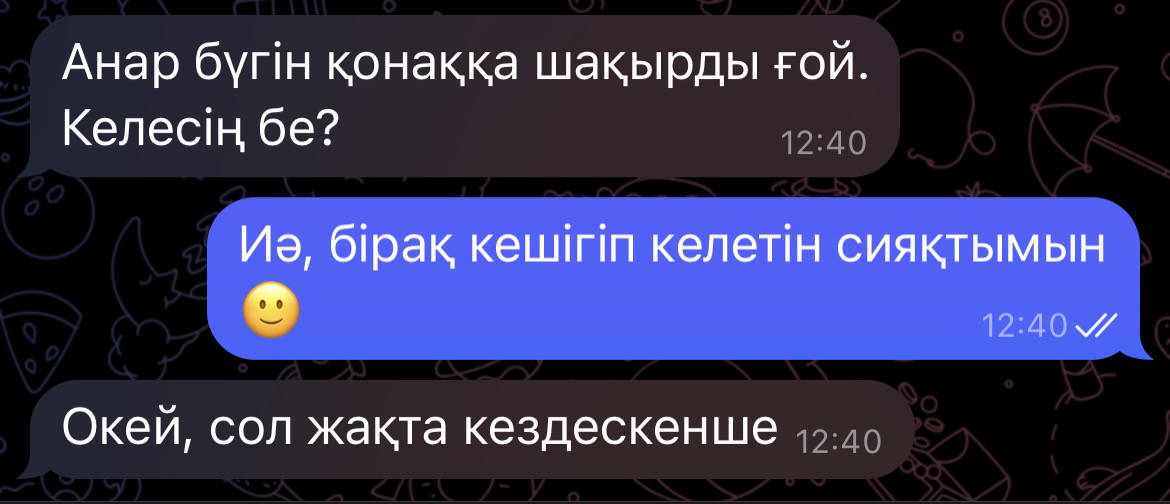 Анар бүгін қонаққа шақырды ғой.
Келесің бе?
12:40
Иә, бірақ кешігіп келетін сияқтымын
🙂
12:40
Окей, сол жақта кездескенше 12:40